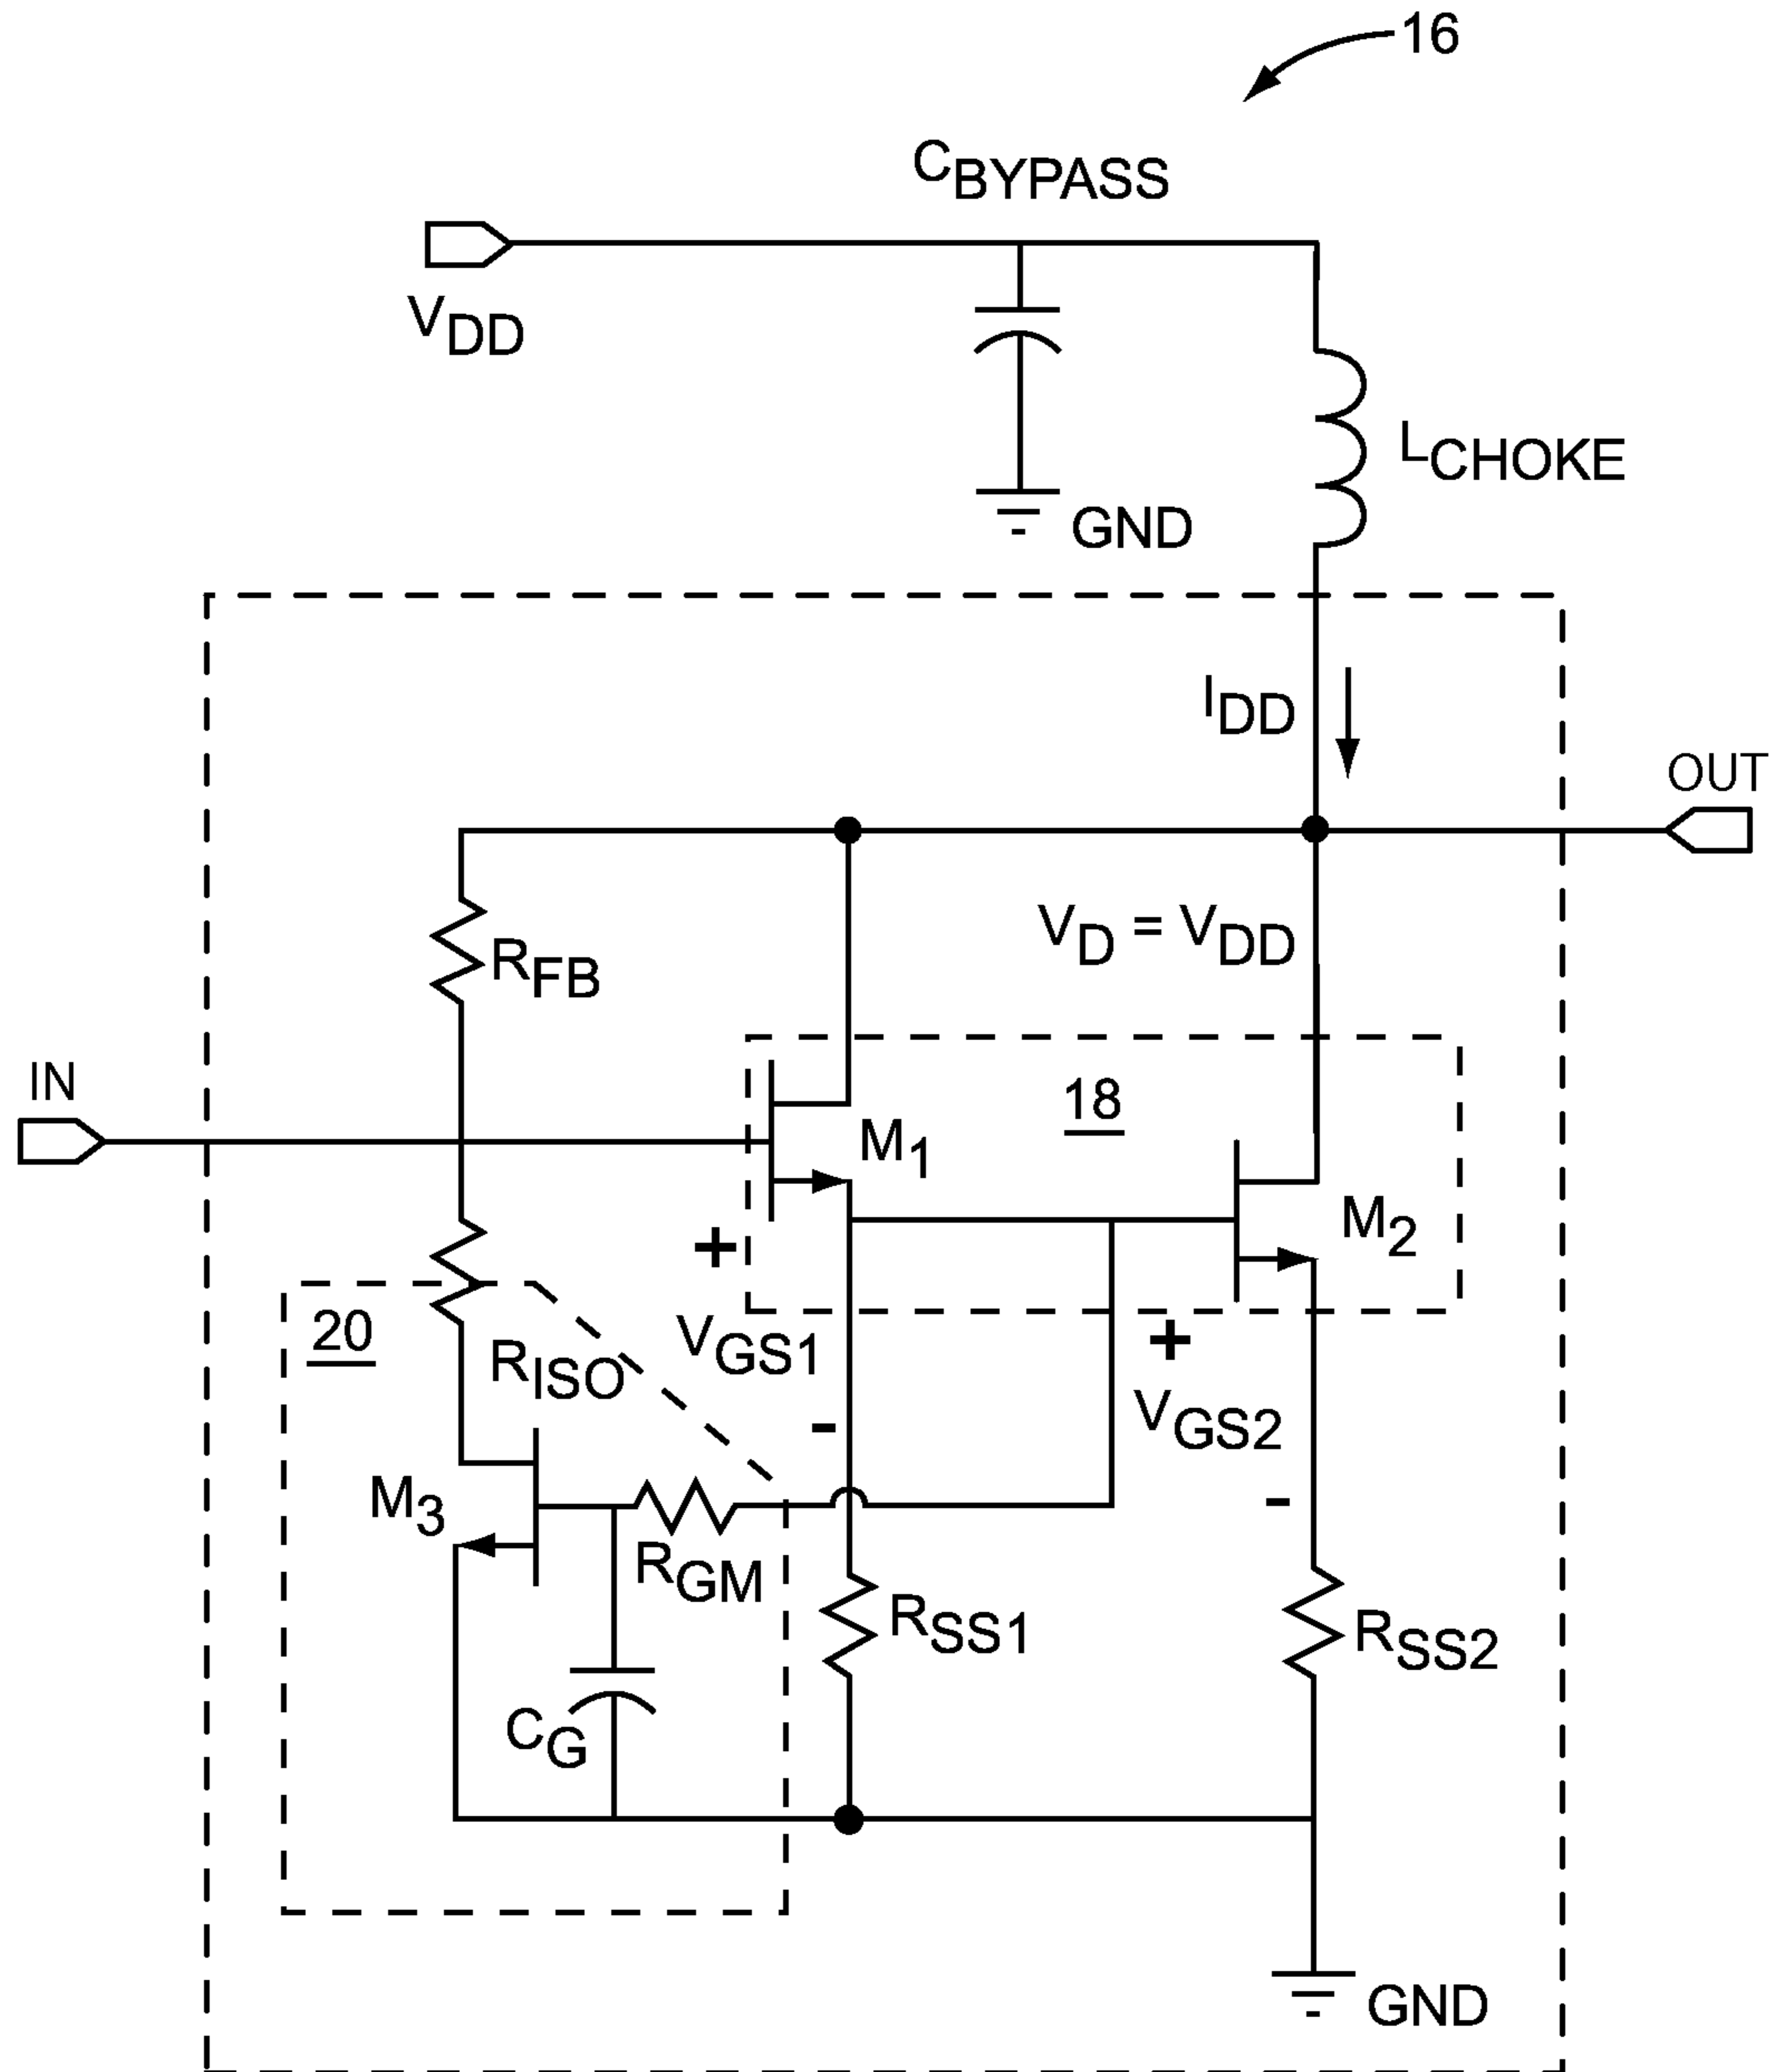 16
CBYPASS
VDD
LCHOKE
GND
IDD
OUT
VD = VDD
RFB
IN
18
M1
M2
+
20
+
VGS1
RISO
VGS2
-
M3
-
RGM
RSS1
RSS2
CG
GND